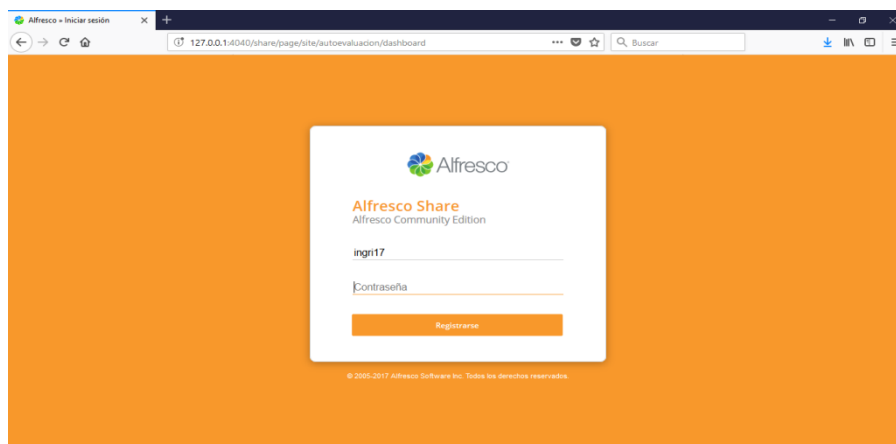 Alfresco » Iniciar sesión
127.0.0.1:4040/share/page/site/autoevaluacion/dashboard
Buscar
Alfresco
Alfresco Share
Alfresco Community Edition
ingri17
Contraseña
Registrarse
© 2005-2017 Alfresco Software Inc. Todos los derechos reservados.